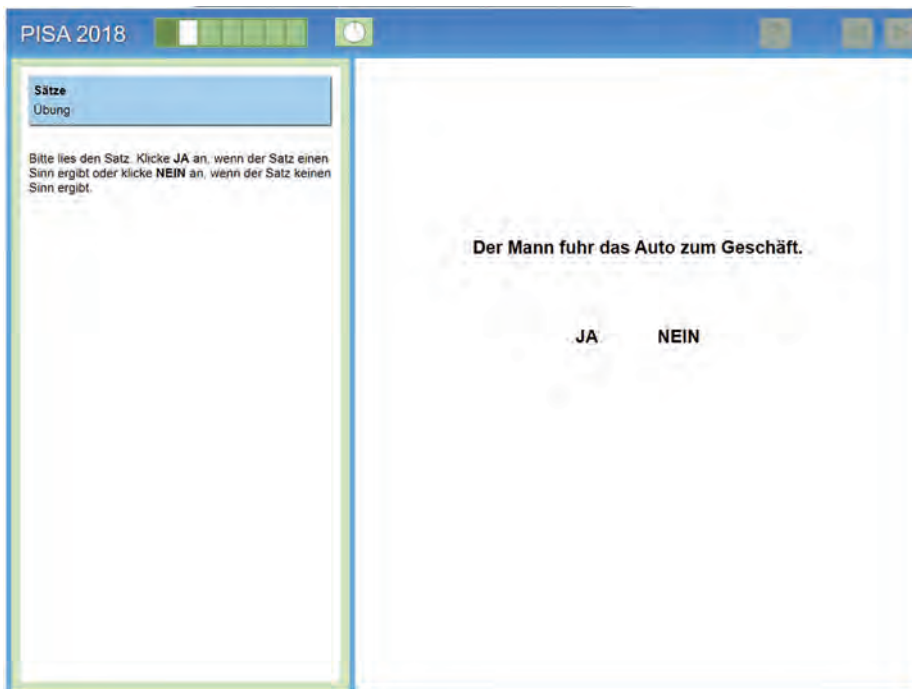 PISA 2018
Sätze
Übung
Bitte lies den Satz. Klicke JA an, wenn der Satz einen
Sinn ergibt oder klicke NEIN an, wenn der Satz keinen
Sinn ergibt.
Der Mann fuhr das Auto zum Geschäft.
JA NEIN